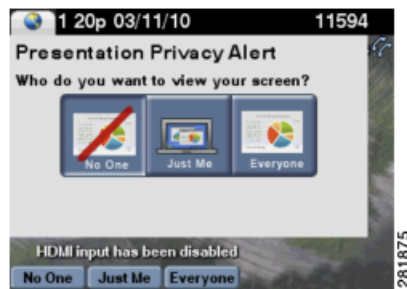 1 20p 03/11/10 11594
Presentation Privacy Alert
Who do you want to view your screen?
No One Just Me Everyone
HDMI input has been disabled
No One Just Me Everyone
281875